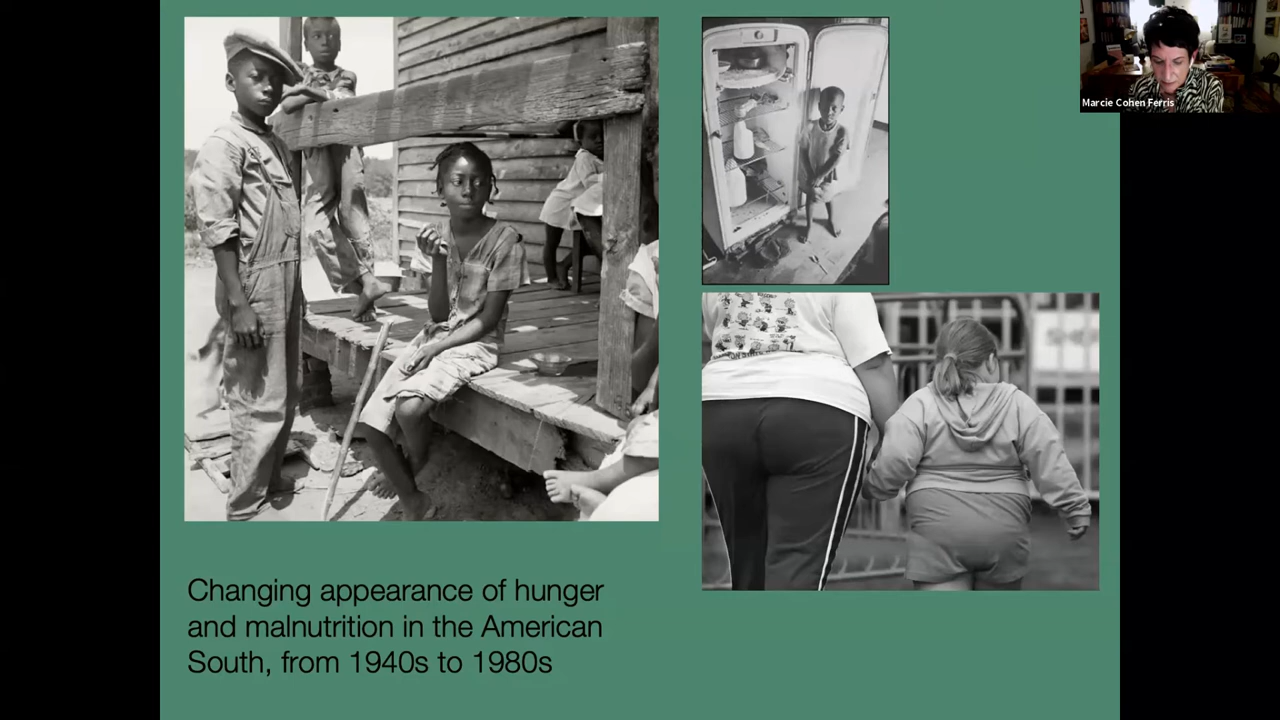 Marcie Cohen Ferris
Changing appearance of hunger
and malnutrition in the American
South, from 1940s to 1980s